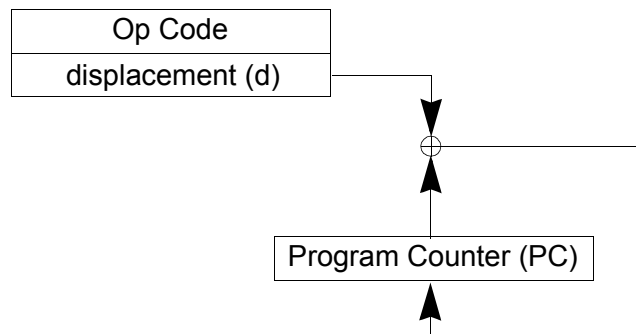 Op Code
displacement (d)
Program Counter (PC)